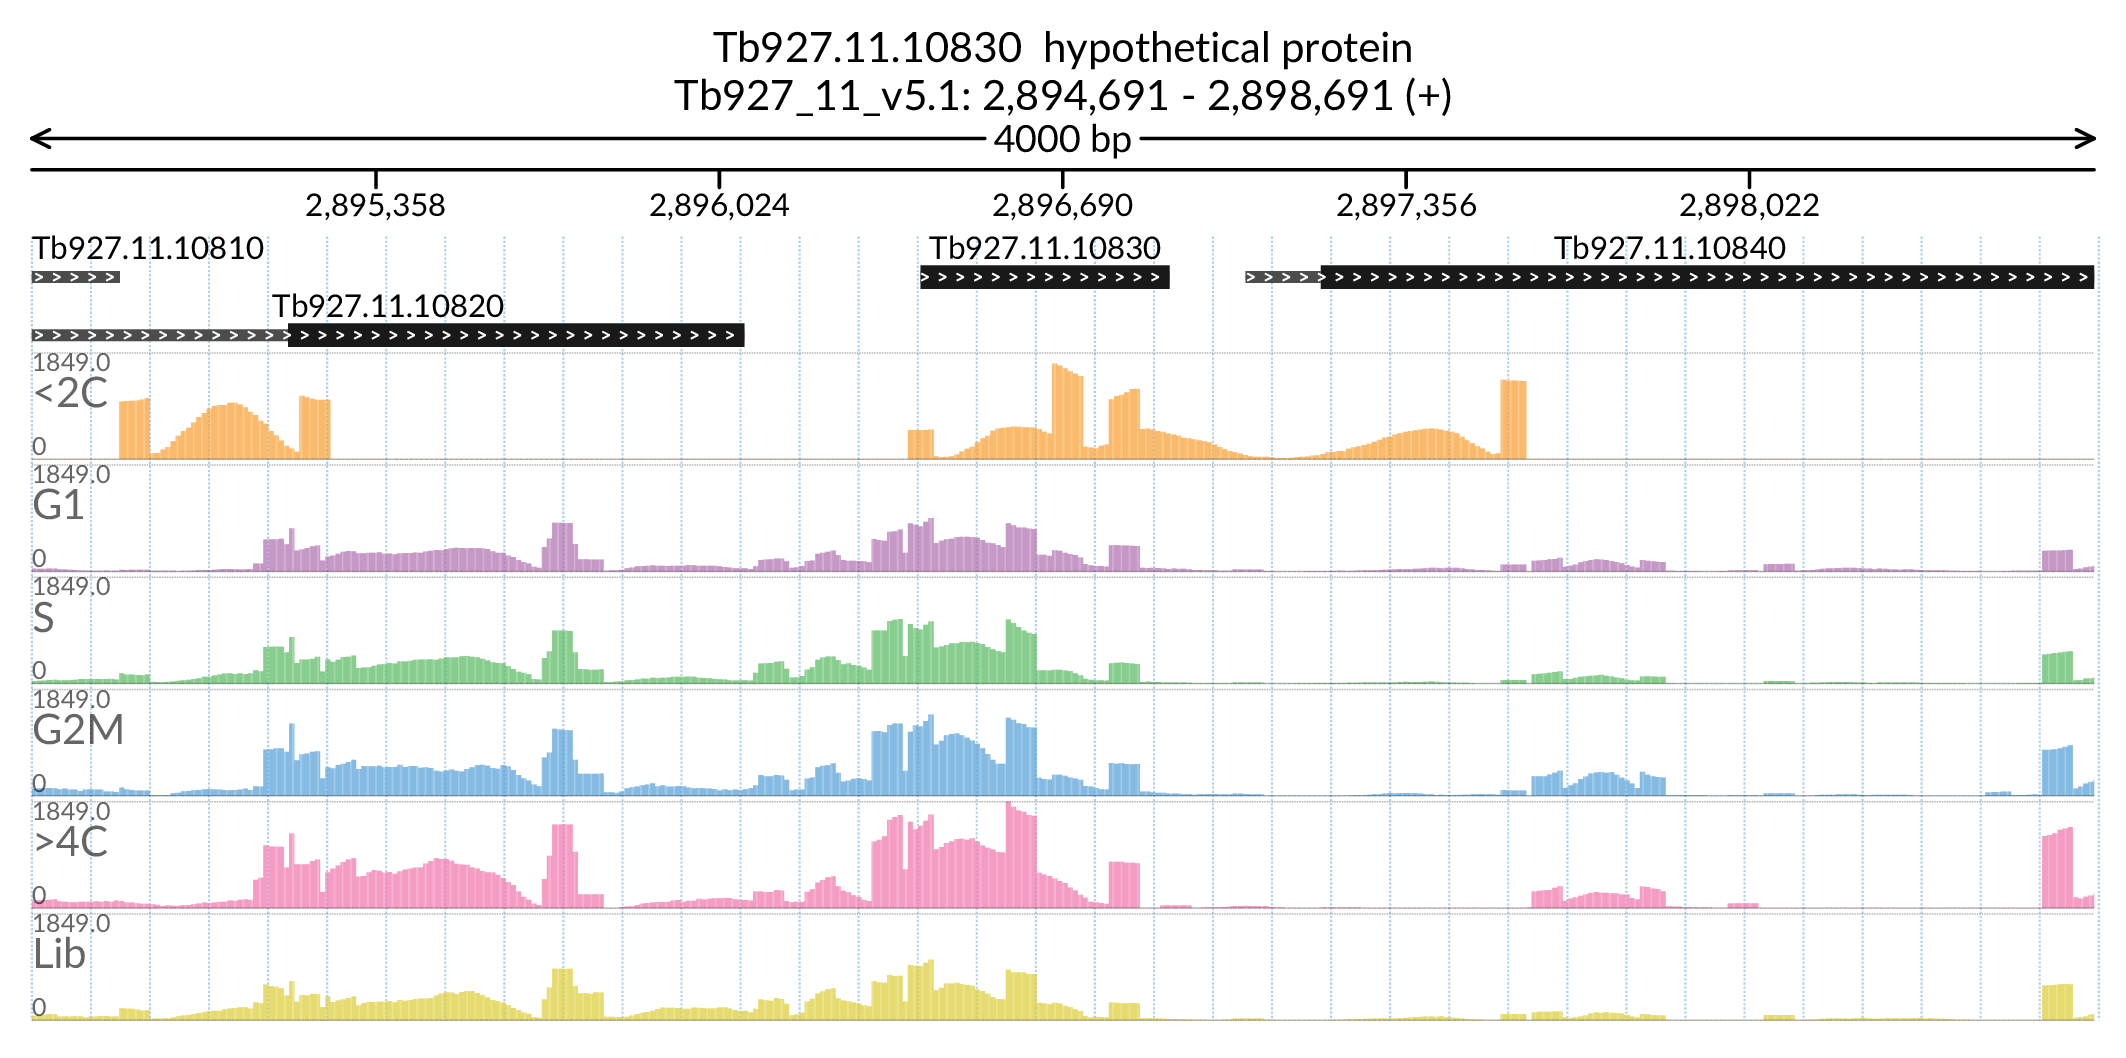 Tb927.11.10830  hypothetical protein
Tb927_11_v5.1: 2,894,691 - 2,898,691 (+)
4000 bp
2,895,358 2,896,024 2,896,690 2,897,356 2,898,022
Tb927.11.10810 Tb927.11.10830 Tb927.11.10840
Tb927.11.10820
1849.0
<2C
0
1849.0
G1
0
1849.0
S
0
1849.0
G2M
0
1849.0
>4C
0
1849.0
Lib
0